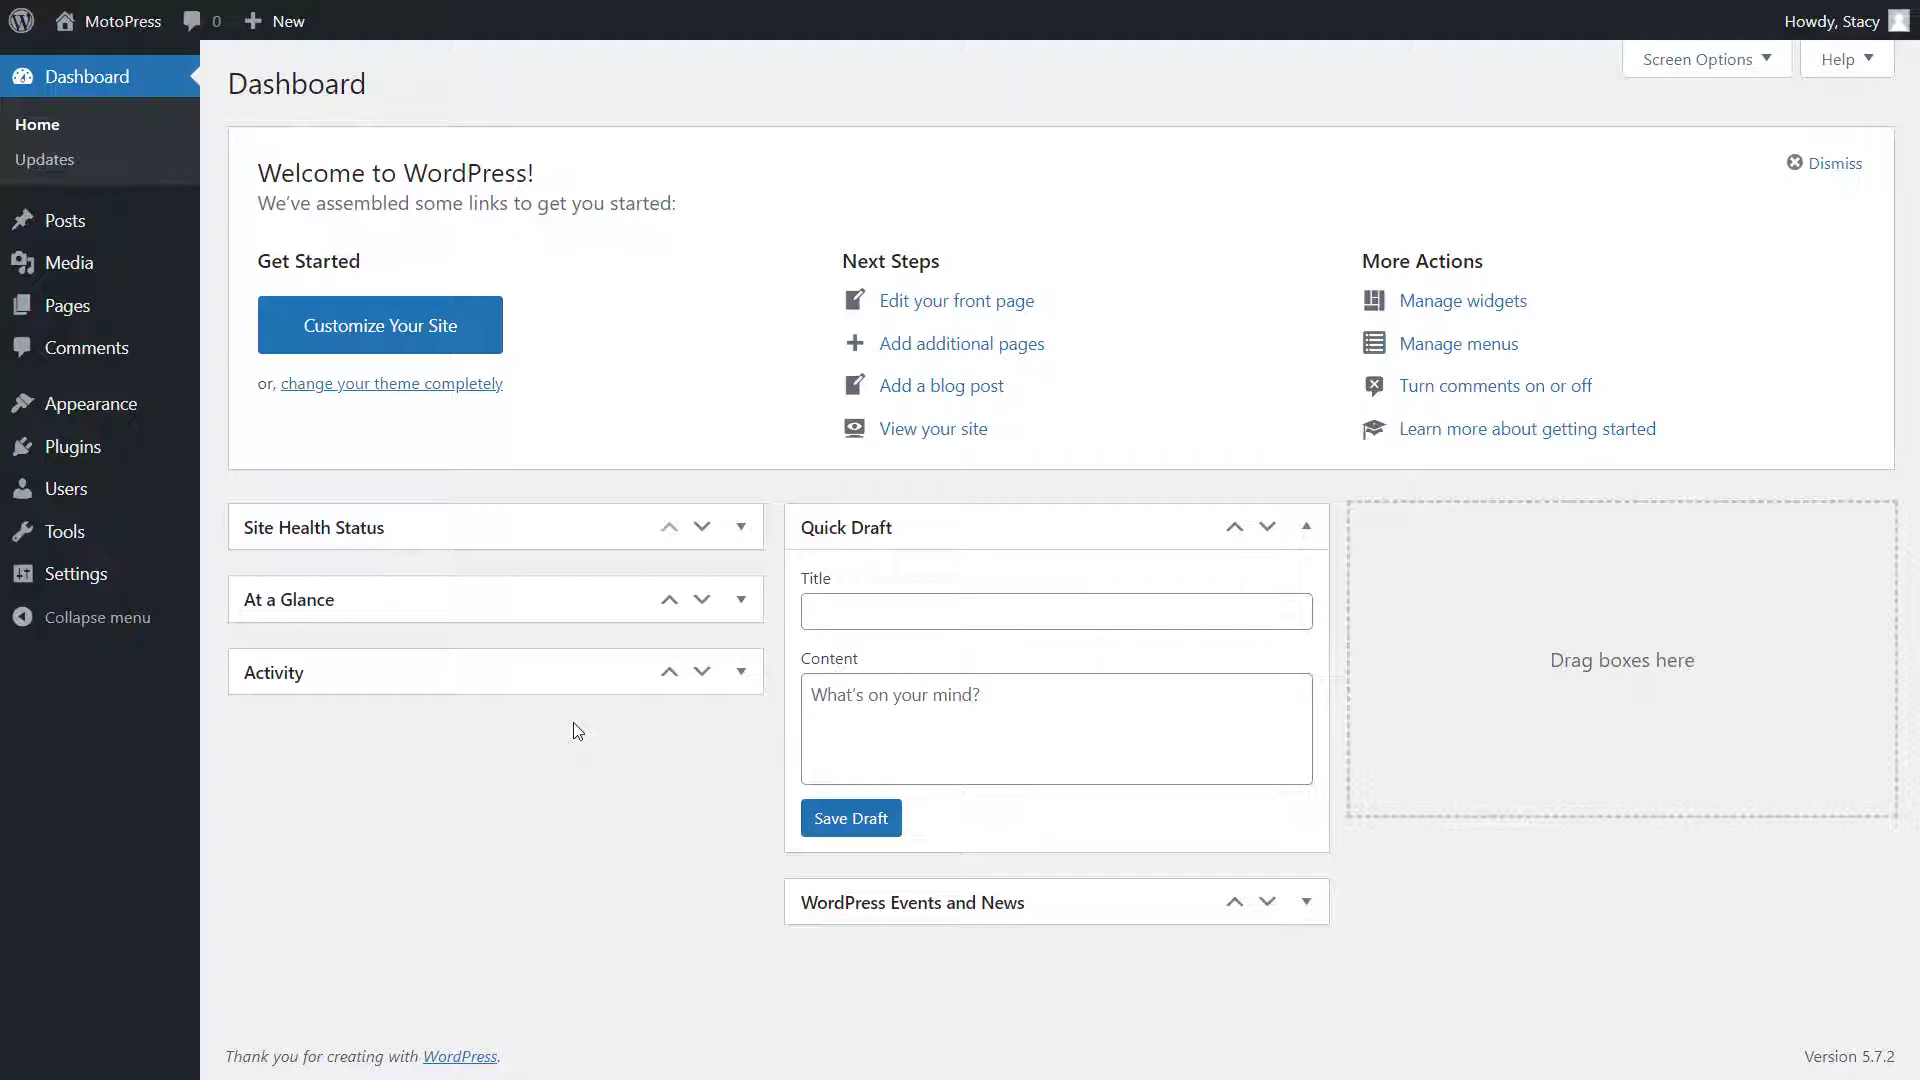 MotoPress 0 New Howdy, Stacy
Dashboard
Home
Updates
Posts
Media
Pages
Comments
Appearance
Plugins
Users
Tools
Settings
Collapse menu
Screen Options Help
Dashboard
Welcome to WordPress!
We've assembled some links to get you started:
Dismiss
Get Started
Customize Your Site
or, change your theme completely
Next Steps
Edit your front page
Add additional pages
Add a blog post
View your site
More Actions
Manage widgets
Manage menus
Turn comments on or off
Learn more about getting started
Site Health Status
At a Glance
Activity
Quick Draft
Title
Content
What's on your mind?
Save Draft
WordPress Events and News
Drag boxes here
Thank you for creating with WordPress.
Version 5.7.2